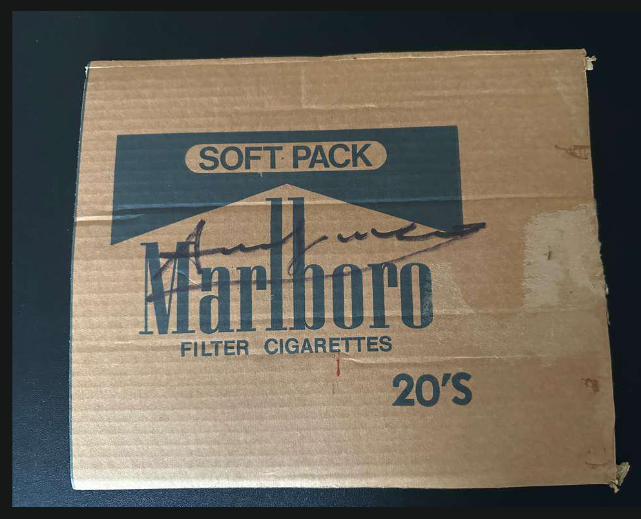 SOFT PACK
Marlboro
FILTER CIGARETTES
20'S